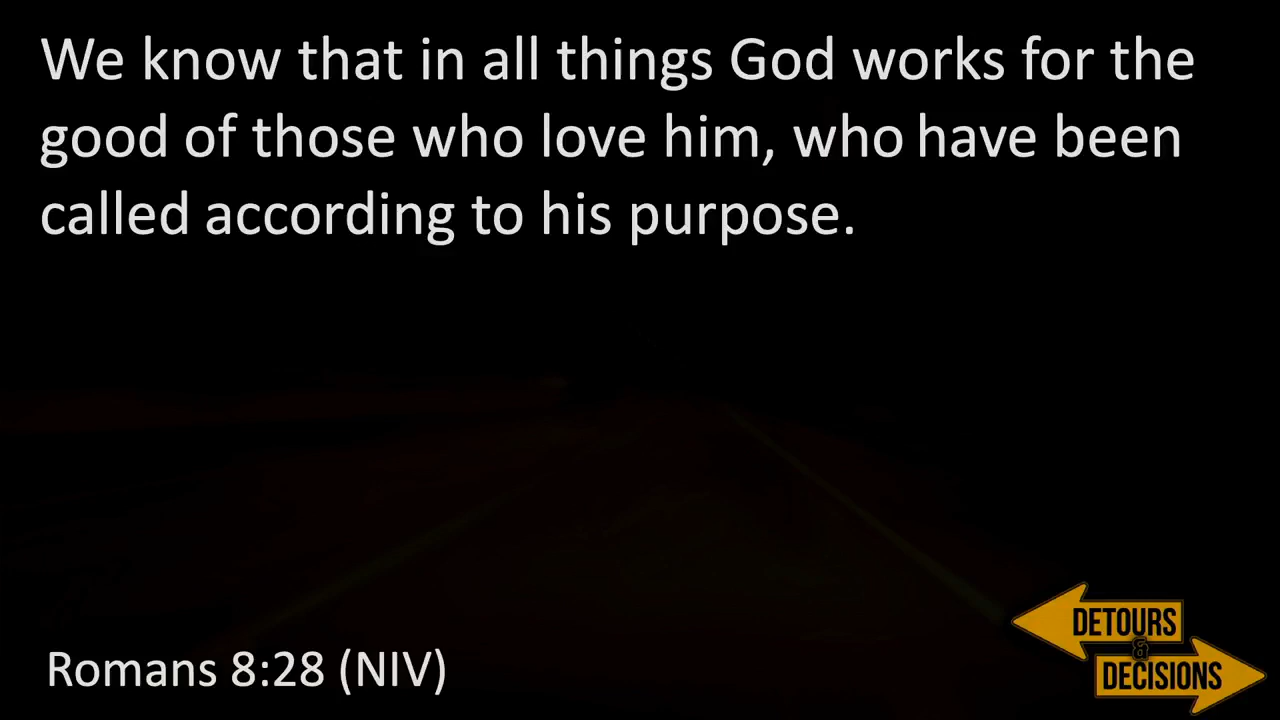 We know that in all things God works for the
good of those who love him, who have been
called according to his purpose.
Romans 8:28 (NIV)
DETOURS
&
DECISIONS